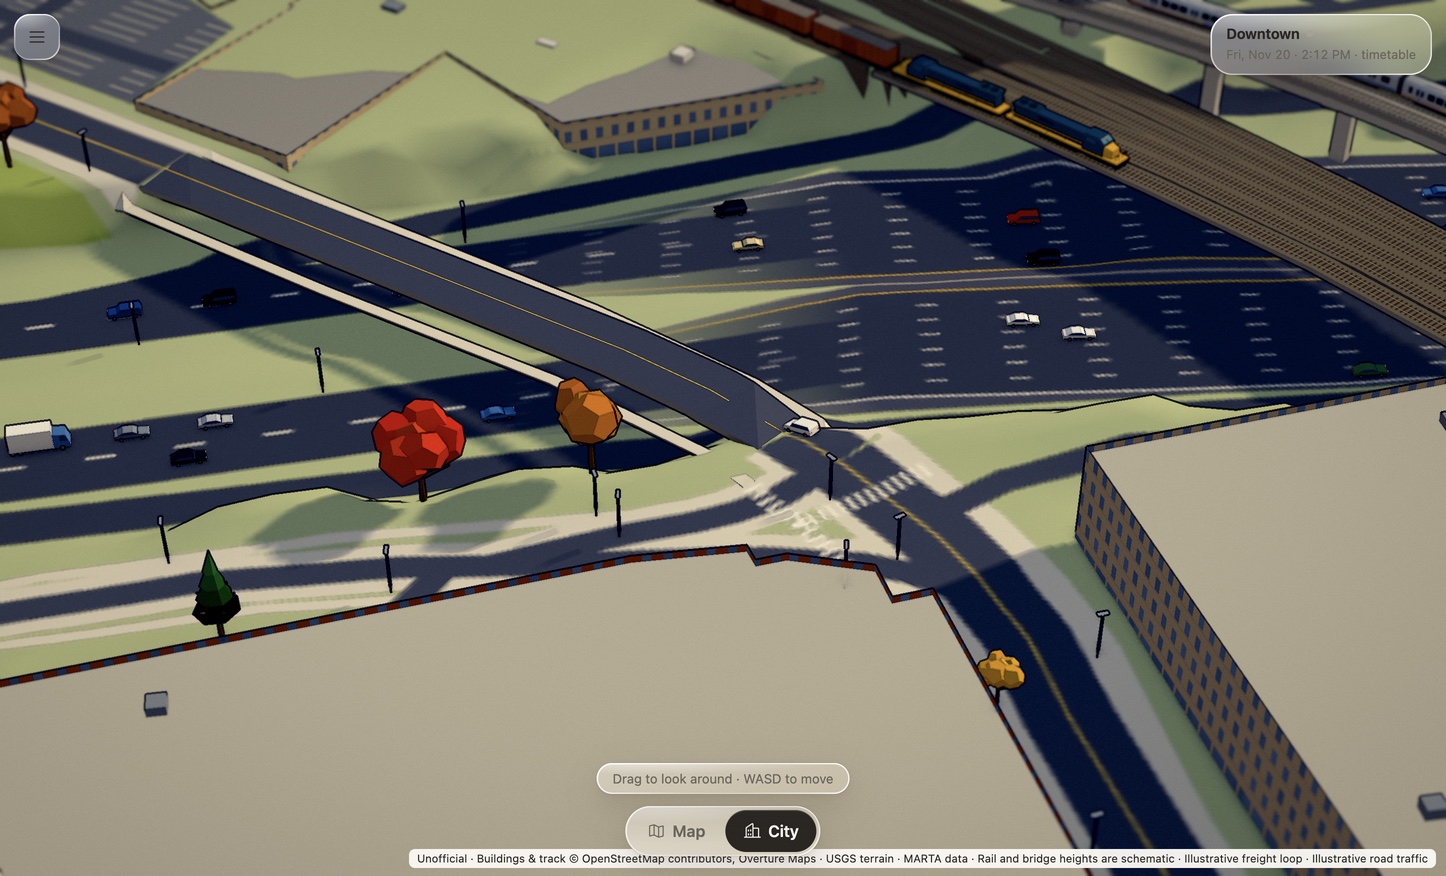 Downtown
Fri, Nov 20 · 2:12 PM · timetable
Drag to look around · WASD to move
Map
City
Unofficial · Buildings & track © OpenStreetMap contributors, Overture Maps · USGS terrain · MARTA data · Rail and bridge heights are schematic · Illustrative freight loop · Illustrative road traffic